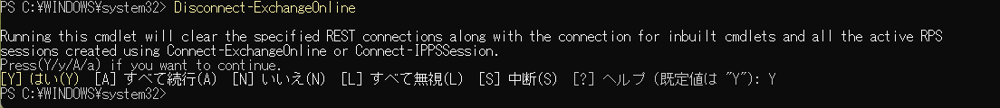 PS C:¥WINDOWS¥system32> Disconnect-ExchangeOnline
Running this cmdlet will clear the specified REST connections along with the connection for inbuilt cmdlets and all the active RPS
sessions created using Connect-ExchangeOnline or Connect-IPPSSession.
Press(Y/y/A/a) if you want to continue.
[Y] はい(Y)  [A] すべて続行(A)  [N] いいえ(N)  [L] すべて無視(L)  [S] 中断(S)  [?] ヘルプ (既定値は "Y"): Y
PS C:¥WINDOWS¥system32>